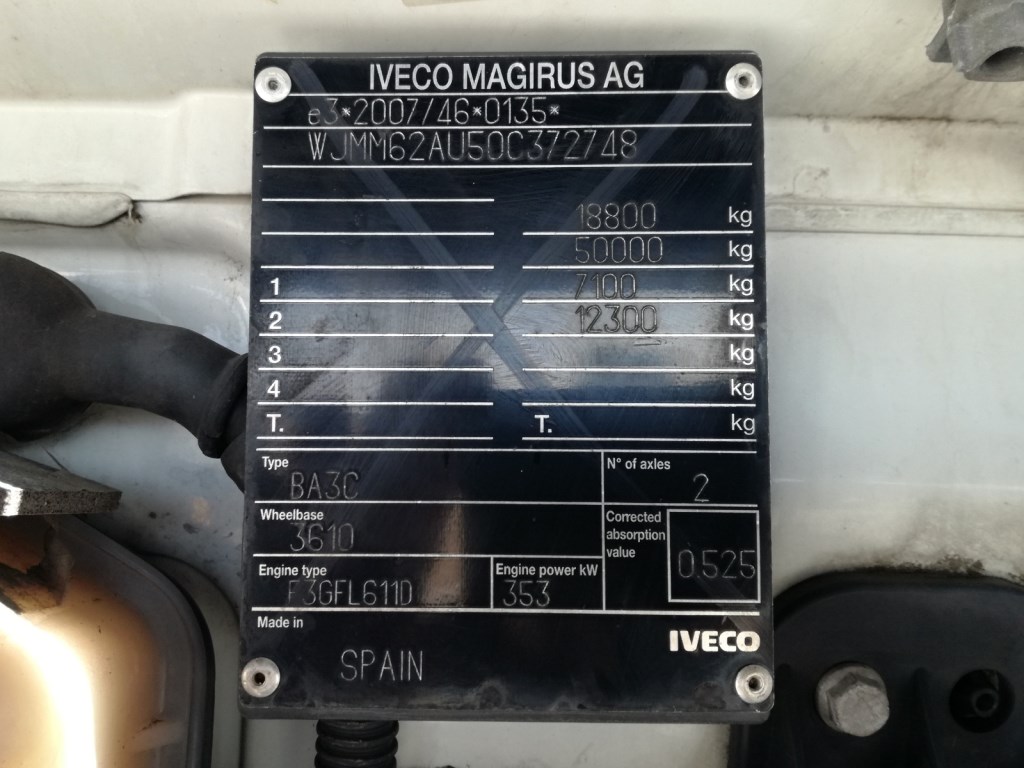 IVECO MAGIRUS AG
e3*2007/46*0135*
WJMM62AU50C372748
18800 kg
50000 kg
1 7100 kg
2 12300 kg
3 kg
4 kg
T. T. kg
Type BA3C N° of axles 2
Wheelbase 3610 Corrected absorption value 0.525
Engine type F3GFL611D Engine power kW 353
Made in SPAIN
IVECO